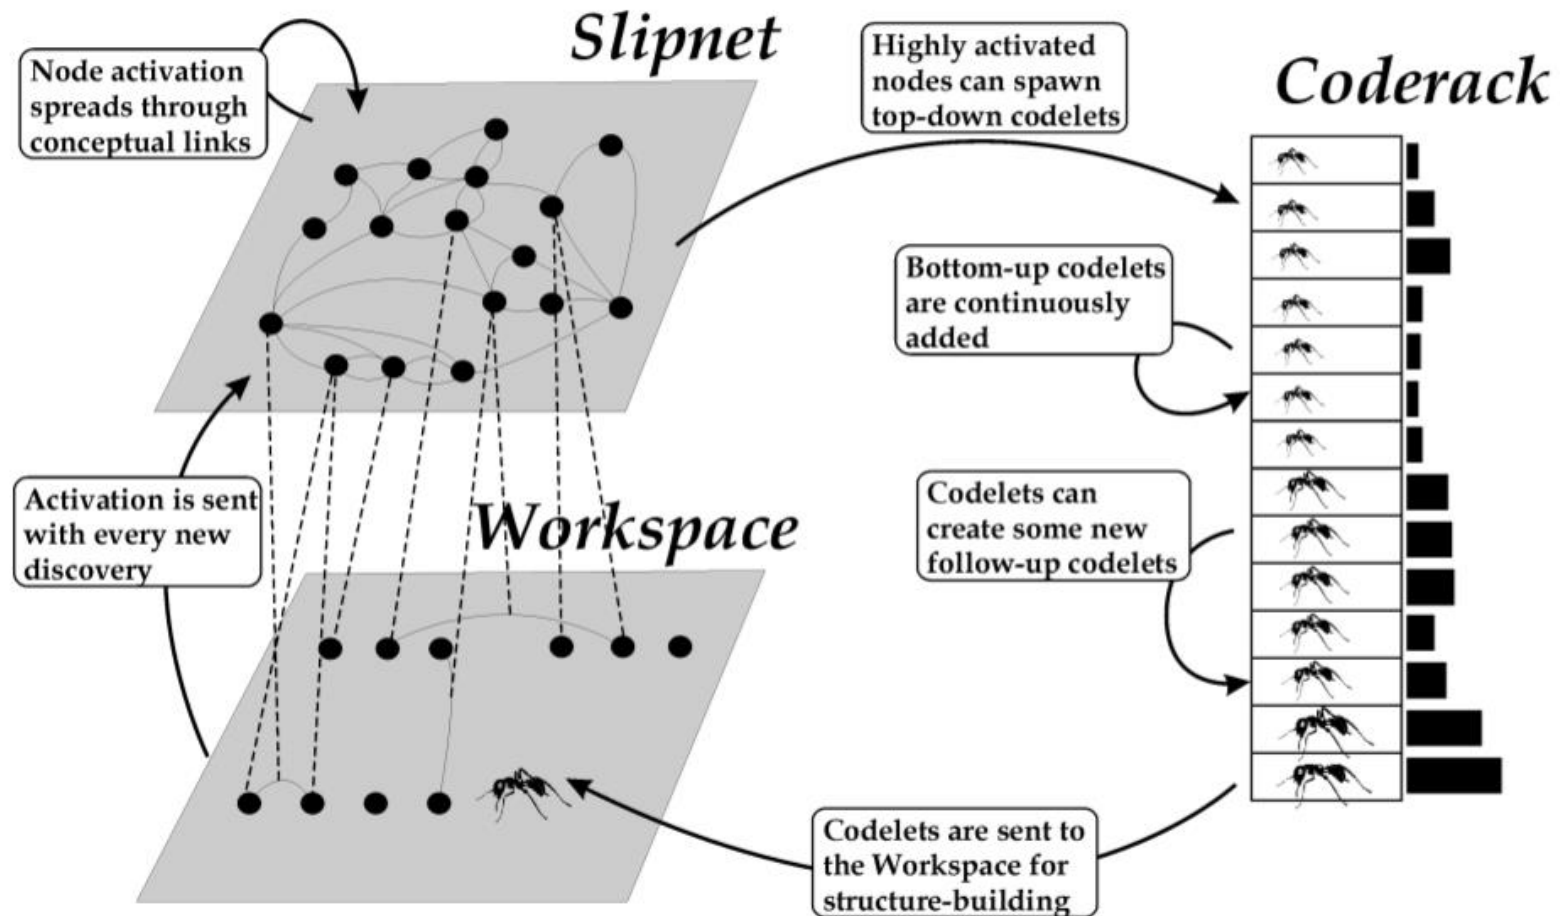 Slipnet
Node activation
spreads through
conceptual links
Highly activated
nodes can spawn
top-down codelets
Coderack
Bottom-up codelets
are continuously
added
Activation is sent
with every new
discovery
Workspace
Codelets can
create some new
follow-up codelets
Codelets are sent to
the Workspace for
structure-building